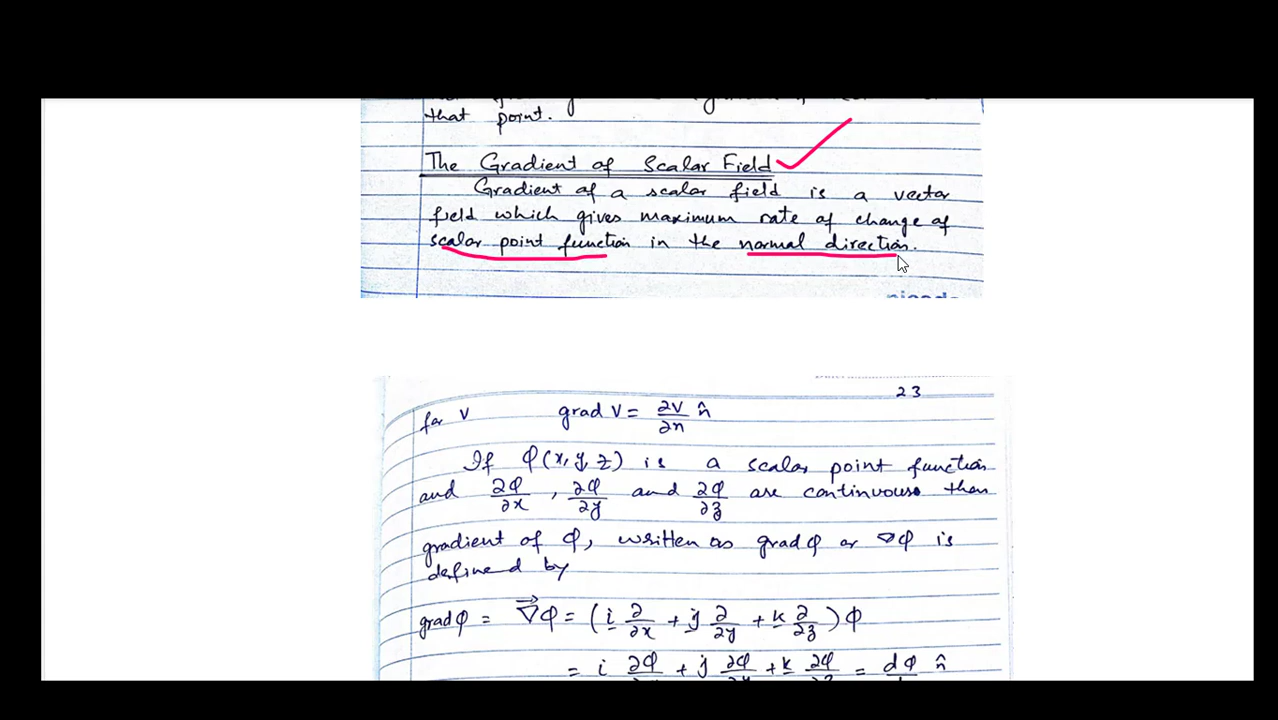 that point.
The Gradient of Scalar Field
Gradient of a scalar field is a vector
field which gives maximum rate of change of
scalar point function in the normal direction.
23
for V grad V = ∂V/∂n n̂
If φ(x, y, z) is a scalar point function
and ∂φ/∂x , ∂φ/∂y and ∂φ/∂z are continuous then
gradient of φ, written as grad φ or ∇φ is
defined by
grad φ = ∇⃗φ = (i ∂/∂x + j ∂/∂y + k ∂/∂z) φ
= i ∂φ + j ∂φ + k ∂φ = dφ n̂